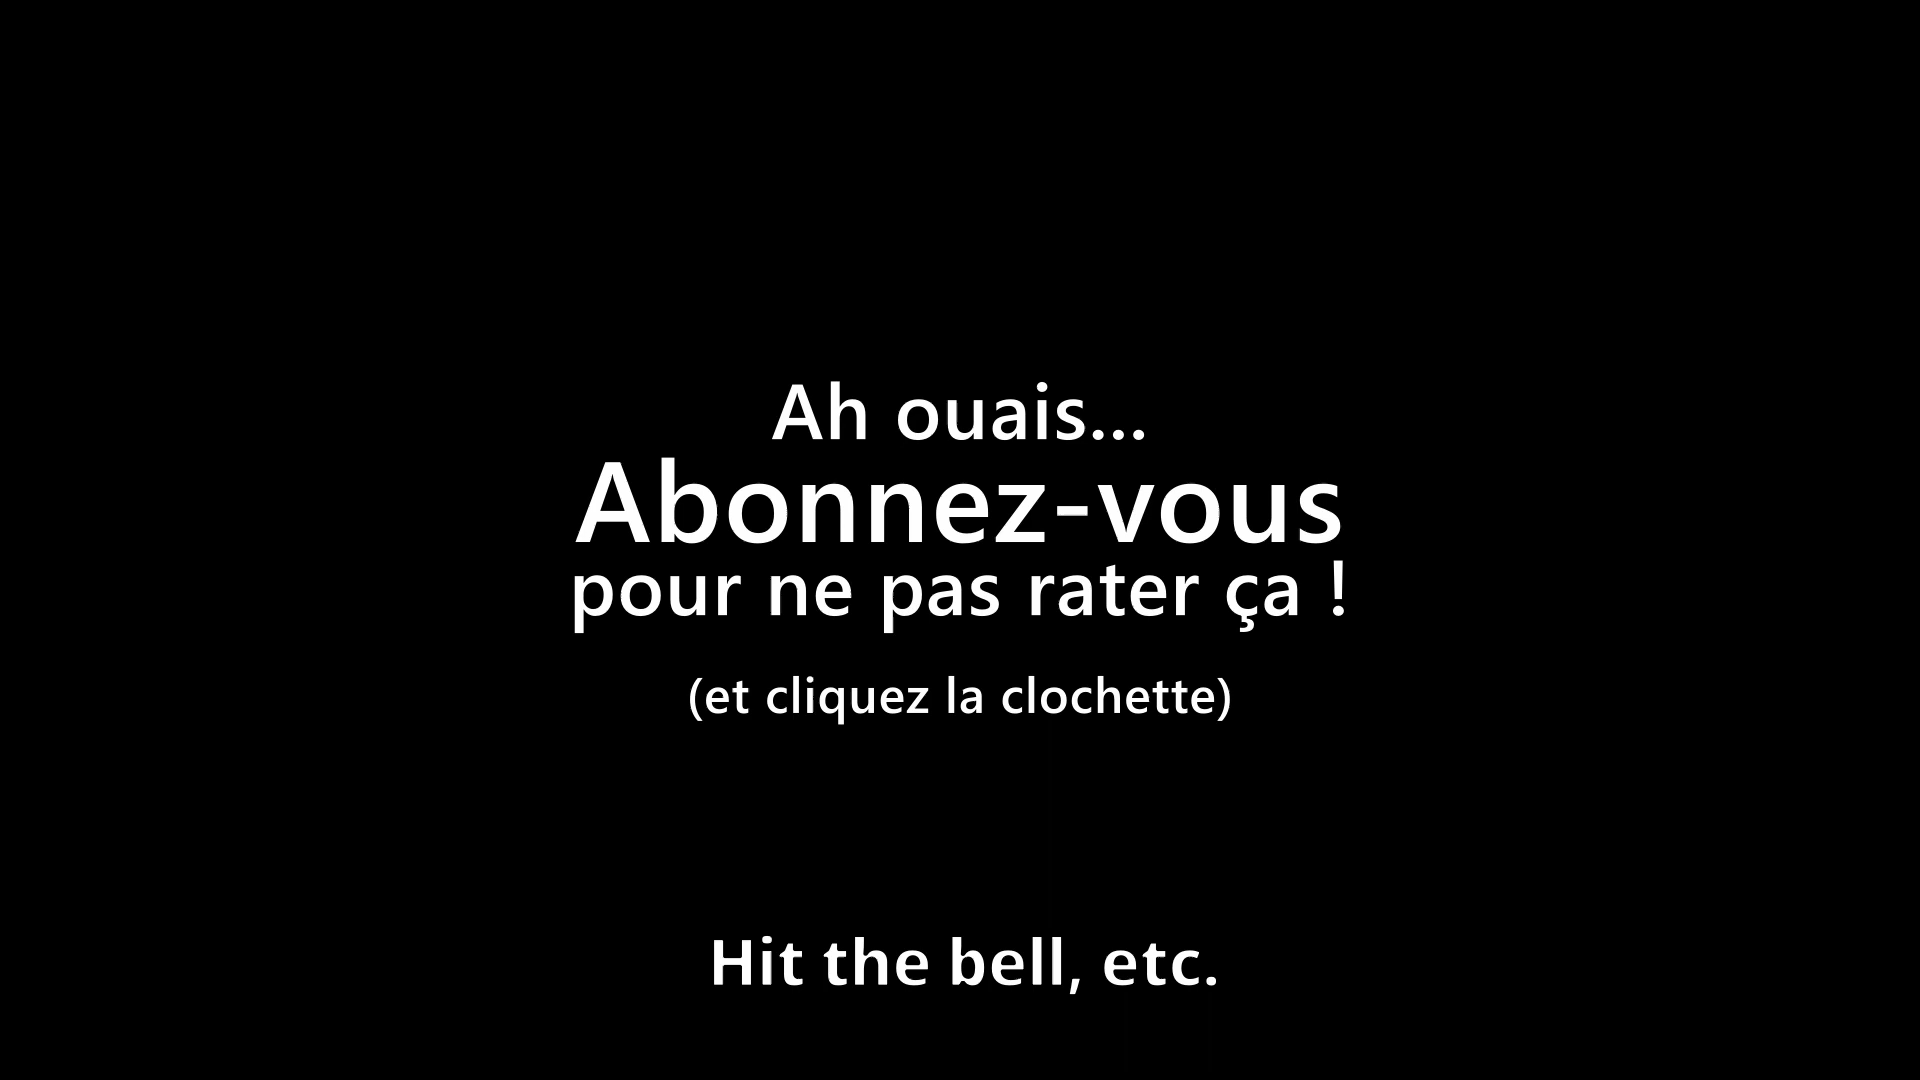 Ah ouais...
Abonnez-vous
pour ne pas rater ça !
(et cliquez la clochette)
Hit the bell, etc.